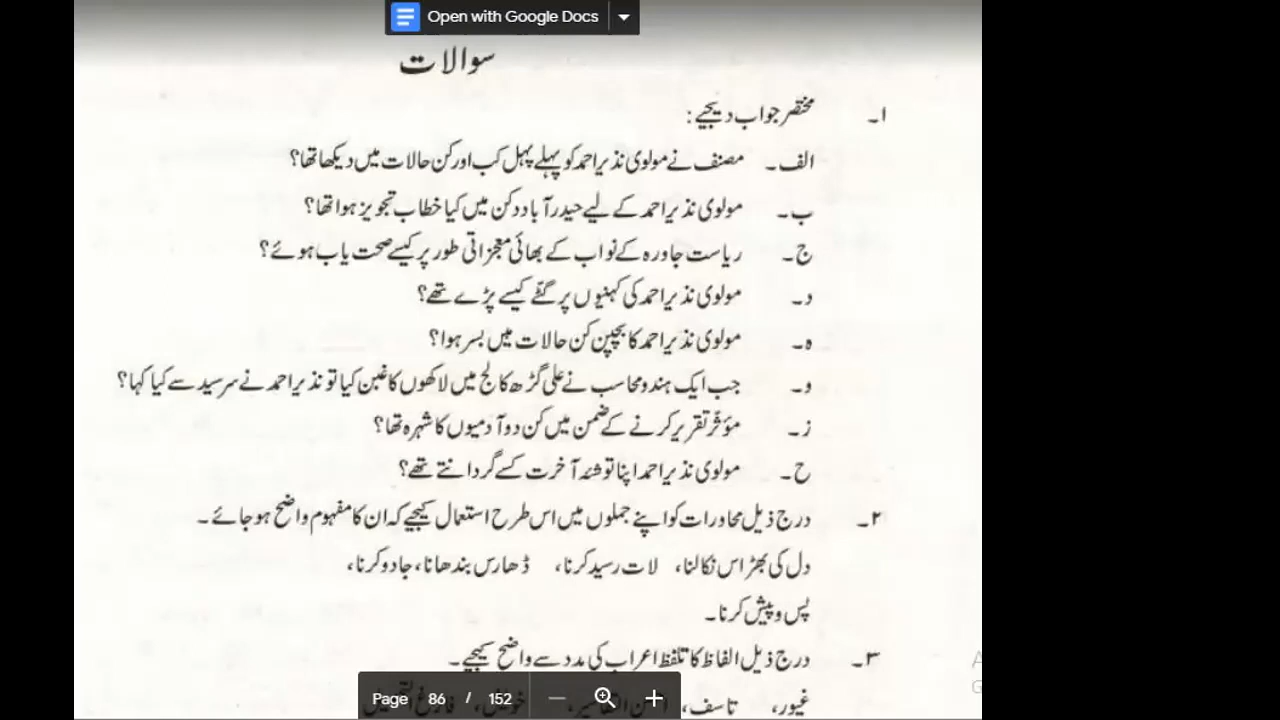 Open with Google Docs
سوالات
۱۔ مختصر جواب دیجیے:
الف۔ مصنف نے مولوی نذیر احمد کو پہلے پہل کب اور کن حالات میں دیکھا تھا؟
ب۔ مولوی نذیر احمد کے لیے حیدر آباد دکن میں کیا خطاب تجویز ہوا تھا؟
ج۔ ریاست جاورہ کے نواب کے بھائی معجزاتی طور پر کیسے صحت یاب ہوئے؟
د۔ مولوی نذیر احمد کی کہنیوں پر گٹے کیسے پڑے تھے؟
ہ۔ مولوی نذیر احمد کا بچپن کن حالات میں بسر ہوا؟
و۔ جب ایک ہندو محاسب نے علی گڑھ کالج میں لاکھوں کا غبن کیا تو نذیر احمد نے سرسید سے کیا کہا؟
ز۔ مؤثر تقریر کرنے کے ضمن میں کن دو آدمیوں کا شہرہ تھا؟
ح۔ مولوی نذیر احمد اپنا توشۂ آخرت کسے گردانتے تھے؟
۲۔ درج ذیل محاورات کو اپنے جملوں میں اس طرح استعمال کیجیے کہ ان کا مفہوم واضح ہو جائے۔
دل کی بھڑاس نکالنا، لات رسید کرنا، ڈھارس بندھانا، جادو کرنا،
پس و پیش کرنا۔
۳۔ درج ذیل الفاظ کا تلفظ اعراب کی مدد سے واضح کیجیے۔
غیور، تاسف،
Page 86 / 152